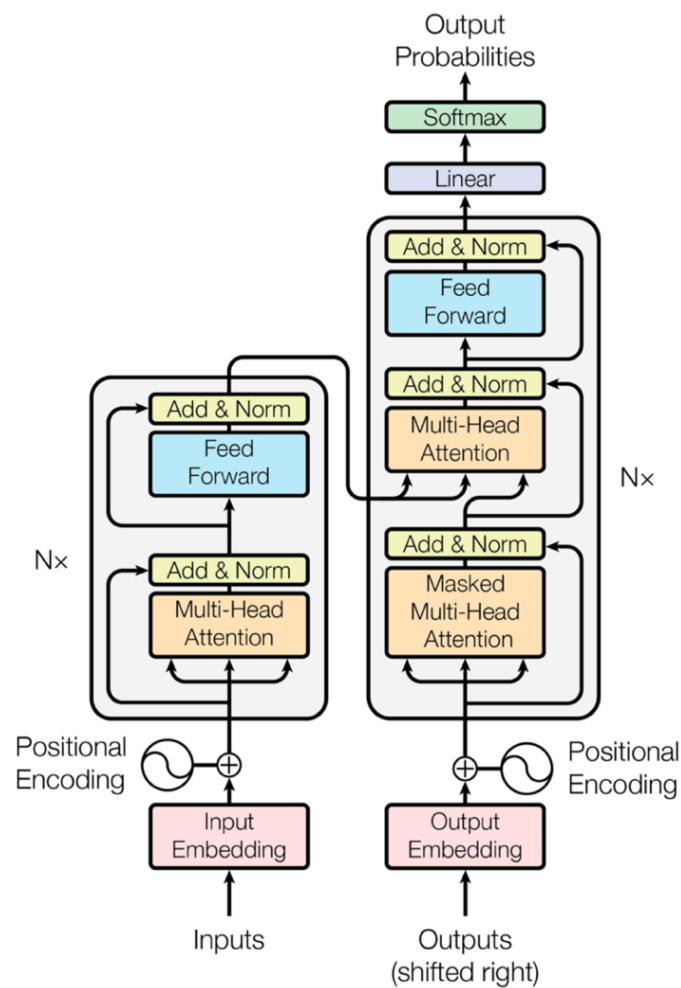 Output
Probabilities
Softmax
Linear
Add & Norm
Feed
Forward
Add & Norm
Multi-Head
Attention
N×
Add & Norm
Masked
Multi-Head
Attention
Add & Norm
Feed
Forward
N×
Add & Norm
Multi-Head
Attention
Positional
Encoding
Positional
Encoding
Input
Embedding
Output
Embedding
Inputs
Outputs
(shifted right)